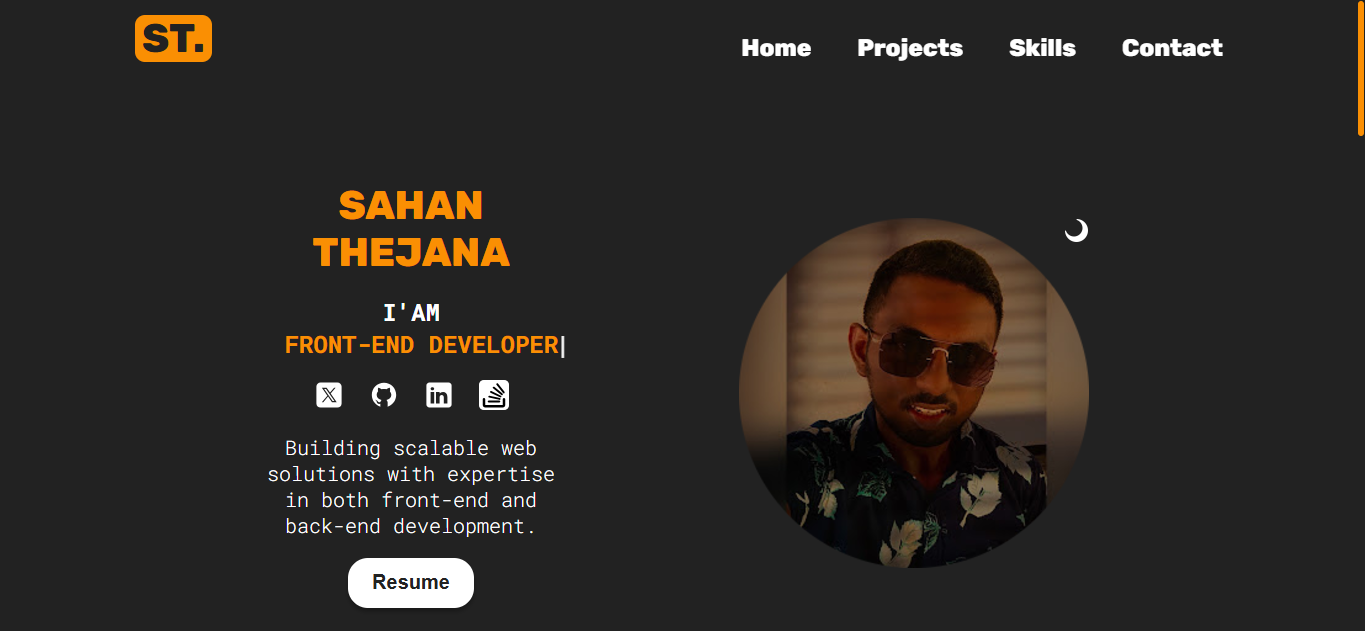 ST.
Home Projects Skills Contact
SAHAN
THEJANA
I'AM
FRONT-END DEVELOPER|
X
in
Building scalable web
solutions with expertise
in both front-end and
back-end development.
Resume